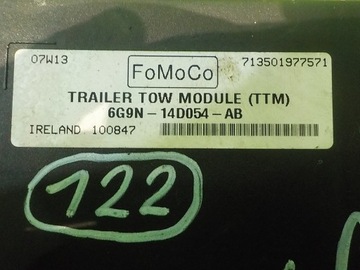 07W13 FoMoCo 713501977571
TRAILER TOW MODULE (TTM)
6G9N - 14D054 - AB
IRELAND 100847
122